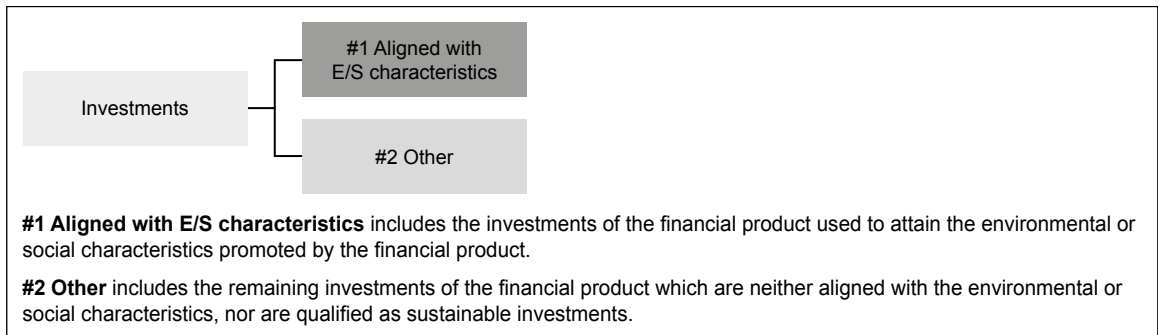 #1 Aligned with
E/S characteristics
Investments
#2 Other
#1 Aligned with E/S characteristics includes the investments of the financial product used to attain the environmental or
social characteristics promoted by the financial product.
#2 Other includes the remaining investments of the financial product which are neither aligned with the environmental or
social characteristics, nor are qualified as sustainable investments.